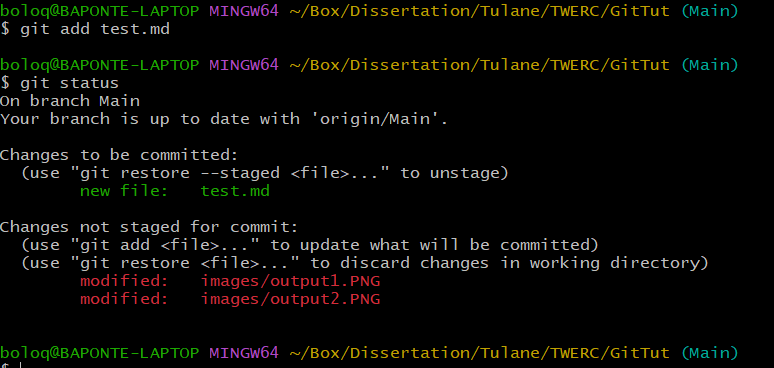 boloq@BAPONTE-LAPTOP MINGW64 ~/Box/Dissertation/Tulane/TWERC/GitTut (Main)
$ git add test.md
boloq@BAPONTE-LAPTOP MINGW64 ~/Box/Dissertation/Tulane/TWERC/GitTut (Main)
$ git status
On branch Main
Your branch is up to date with 'origin/Main'.
Changes to be committed:
  (use "git restore --staged <file>..." to unstage)
        new file:   test.md
Changes not staged for commit:
  (use "git add <file>..." to update what will be committed)
  (use "git restore <file>..." to discard changes in working directory)
        modified:   images/output1.PNG
        modified:   images/output2.PNG
boloq@BAPONTE-LAPTOP MINGW64 ~/Box/Dissertation/Tulane/TWERC/GitTut (Main)
$